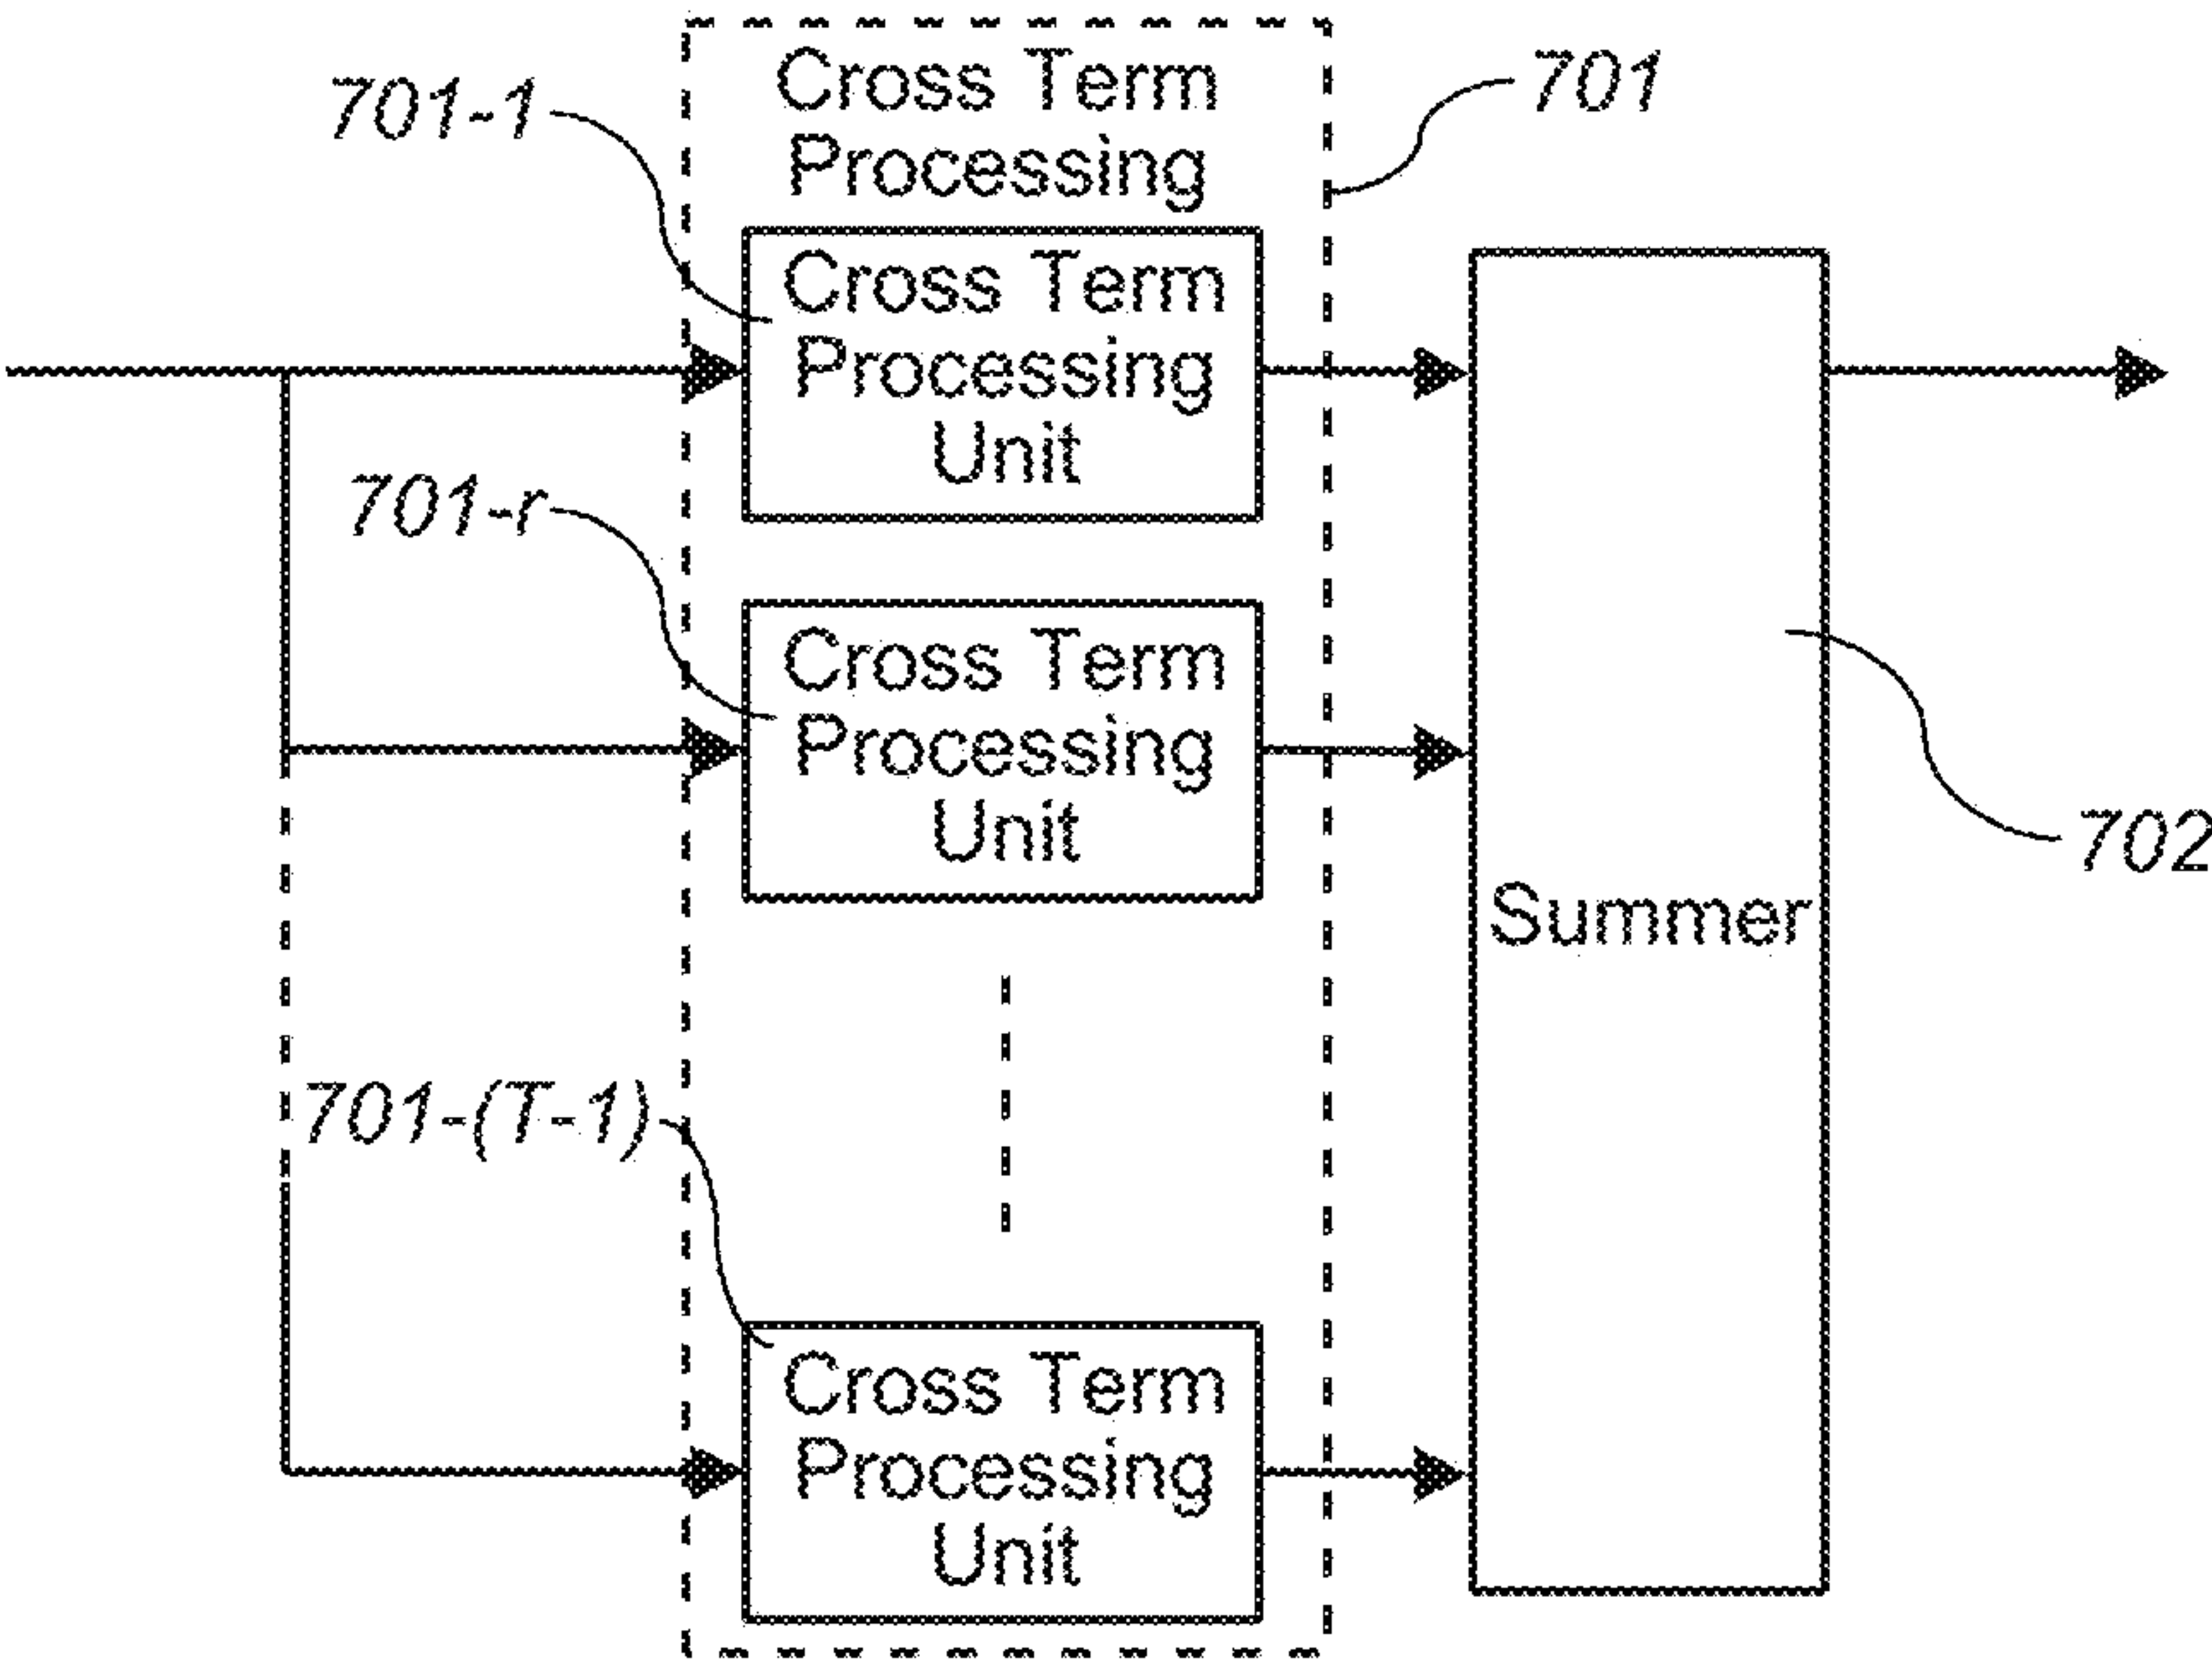 Cross Term
Processing
701
701-1
Cross Term
Processing
Unit
701-r
Cross Term
Processing
Unit
702
Summer
701-(T-1)
Cross Term
Processing
Unit